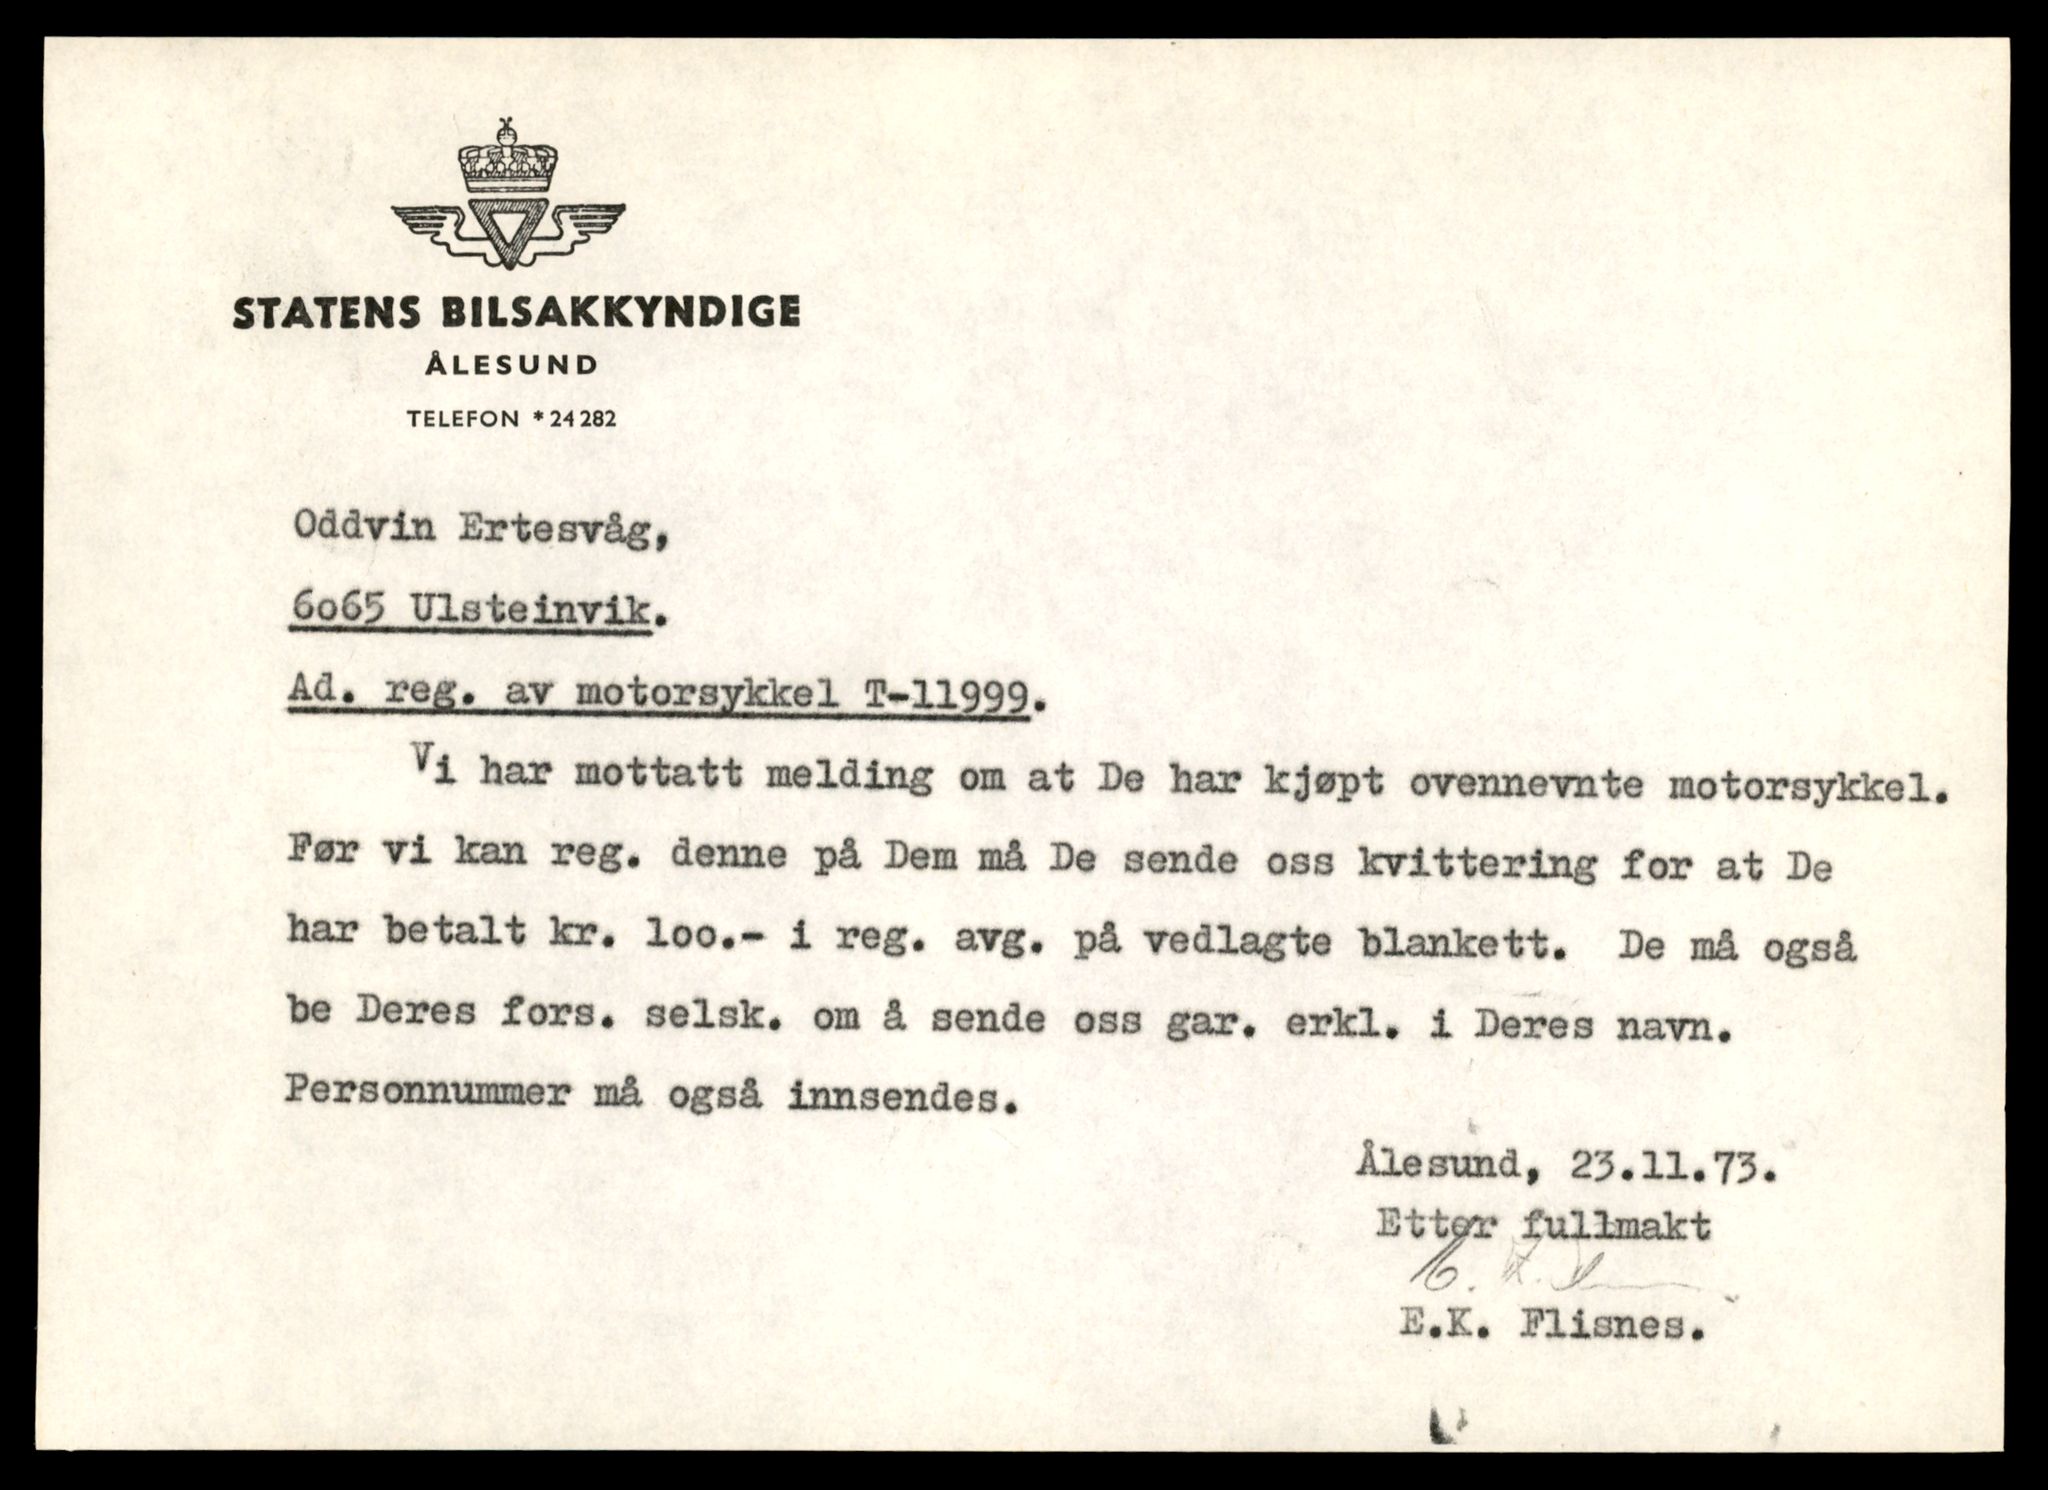 STATENS BILSAKKYNDIGE
ÅLESUND
TELEFON * 24 282
Oddvin Ertesvåg,
6o65 Ulsteinvik.
Ad. reg. av motorsykkel T-11999.
Vi har mottatt melding om at De har kjøpt ovennevnte motorsykkel.
Før vi kan reg. denne på Dem må De sende oss kvittering for at De
har betalt kr. loo.- i reg. avg. på vedlagte blankett. De må også
be Deres fors. selsk. om å sende oss gar. erkl. i Deres navn.
Personnummer må også innsendes.
Ålesund, 23.11.73.
Etter fullmakt
E.K. Flisnes.